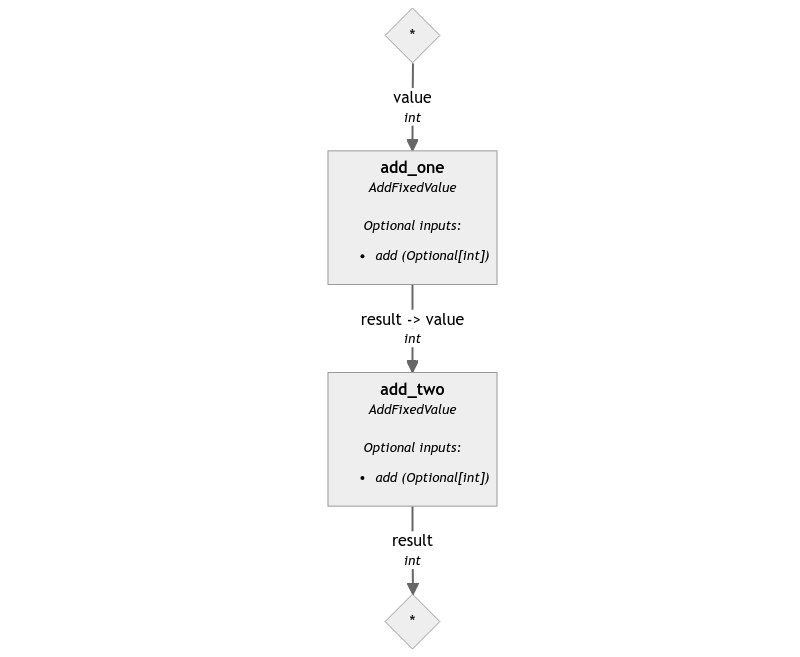 *
value
int
add_one
AddFixedValue
Optional inputs:
• add (Optional[int])
result -> value
int
add_two
AddFixedValue
Optional inputs:
• add (Optional[int])
result
int
*